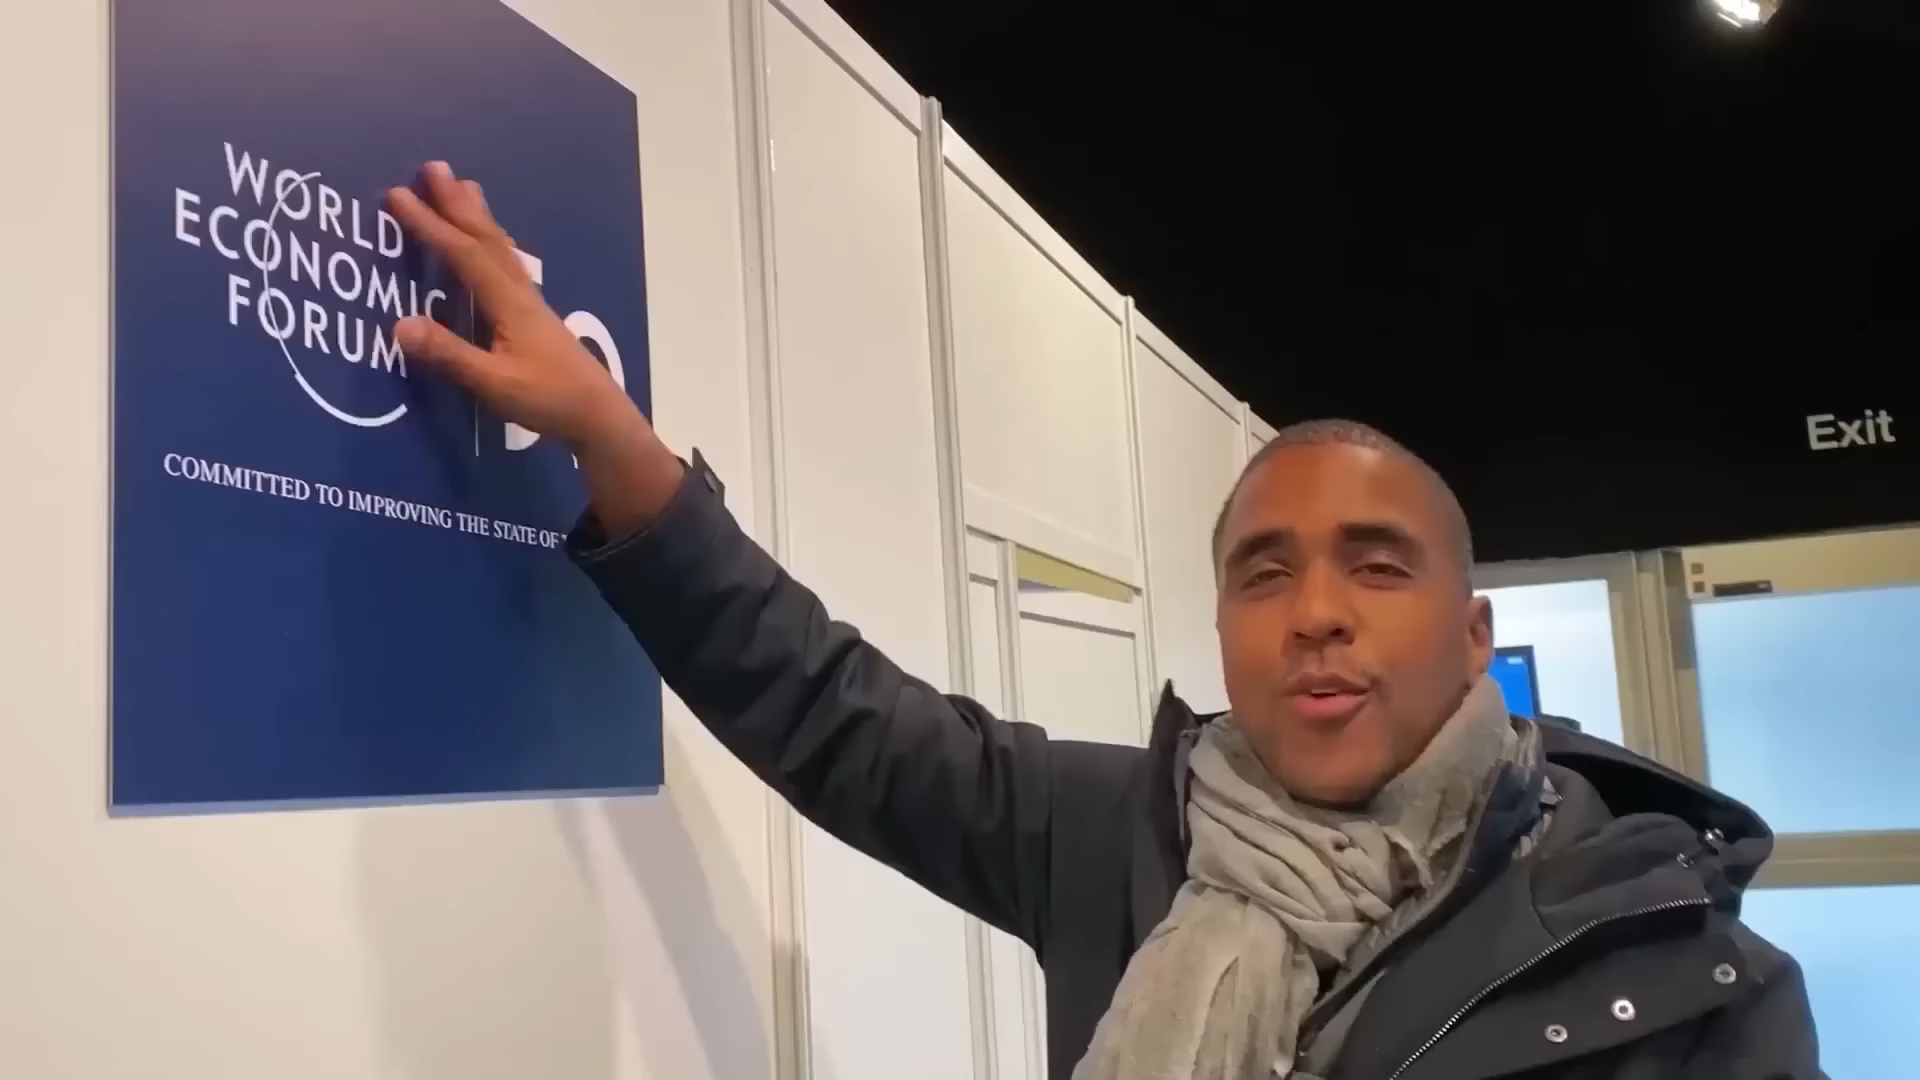 WORLD
ECONOMIC
FORUM
COMMITTED TO IMPROVING THE STATE OF
Exit